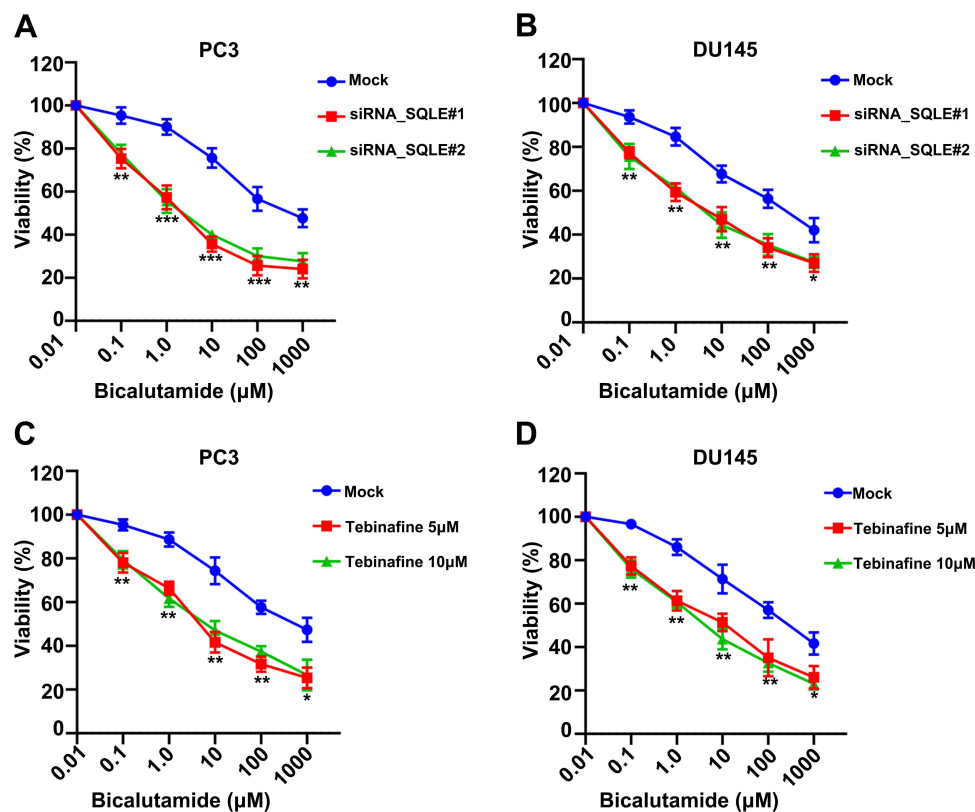 A
PC3
120
100
80
60
40
20
0
Viability (%)
Mock
siRNA_SQLE#1
siRNA_SQLE#2
**
***
***
***
**
0.01
0.1
1.0
10
100
1000
Bicalutamide (μM)
B
DU145
120
100
80
60
40
20
0
Viability (%)
Mock
siRNA_SQLE#1
siRNA_SQLE#2
**
**
**
**
*
0.01
0.1
1.0
10
100
1000
Bicalutamide (μM)
C
PC3
120
100
80
60
40
20
0
Viability (%)
Mock
Tebinafine 5μM
Tebinafine 10μM
**
**
**
**
*
0.01
0.1
1.0
10
100
1000
Bicalutamide (μM)
D
DU145
120
100
80
60
40
20
0
Viability (%)
Mock
Tebinafine 5μM
Tebinafine 10μM
**
**
**
**
*
0.01
0.1
1.0
10
100
1000
Bicalutamide (μM)